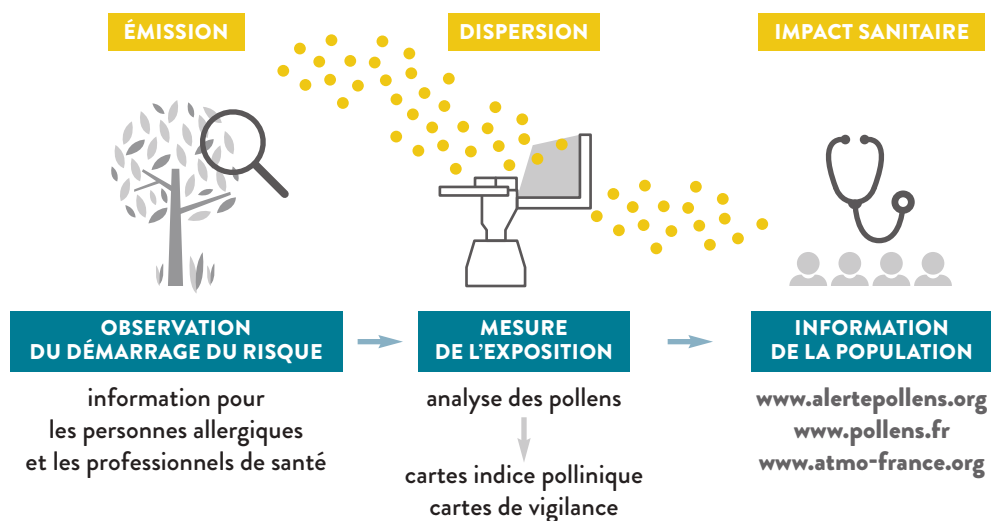 ÉMISSION
DISPERSION
IMPACT SANITAIRE
OBSERVATION
DU DÉMARRAGE DU RISQUE
MESURE
DE L'EXPOSITION
INFORMATION
DE LA POPULATION
information pour
les personnes allergiques
et les professionnels de santé
analyse des pollens
cartes indice pollinique
cartes de vigilance
www.alertepollens.org
www.pollens.fr
www.atmo-france.org